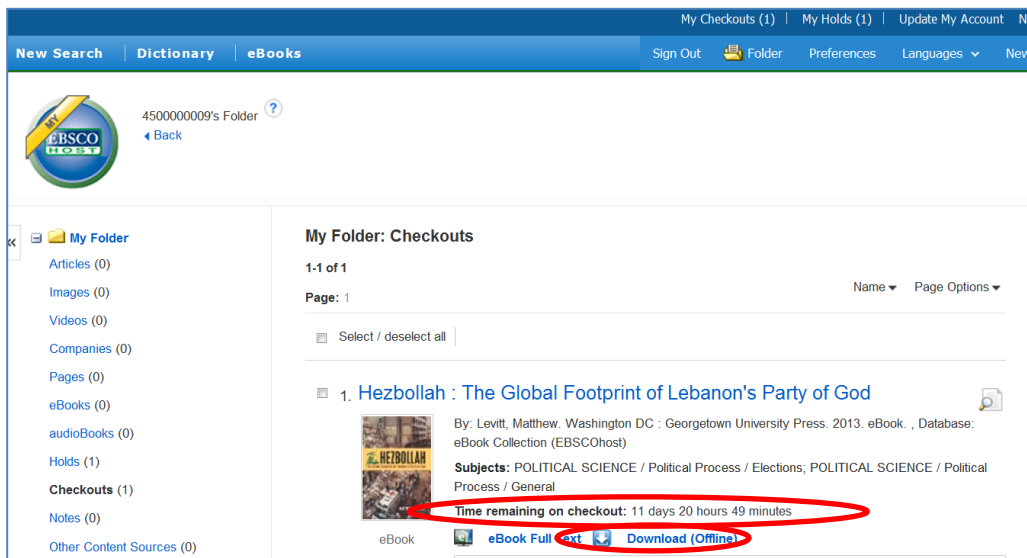 My Checkouts (1) | My Holds (1) | Update My Account N
New Search | Dictionary | eBooks
Sign Out Folder Preferences Languages New
MY
EBSCO
HOST
4500000009's Folder ?
Back
My Folder
Articles (0)
Images (0)
Videos (0)
Companies (0)
Pages (0)
eBooks (0)
audioBooks (0)
Holds (1)
Checkouts (1)
Notes (0)
Other Content Sources (0)
My Folder: Checkouts
1-1 of 1
Page: 1
Name Page Options
Select / deselect all
1. Hezbollah : The Global Footprint of Lebanon's Party of God
By: Levitt, Matthew. Washington DC : Georgetown University Press. 2013. eBook. , Database:
eBook Collection (EBSCOhost)
Subjects: POLITICAL SCIENCE / Political Process / Elections; POLITICAL SCIENCE / Political
Process / General
Time remaining on checkout: 11 days 20 hours 49 minutes
HEZBOLLAH
eBook
eBook Full Text Download (Offline)